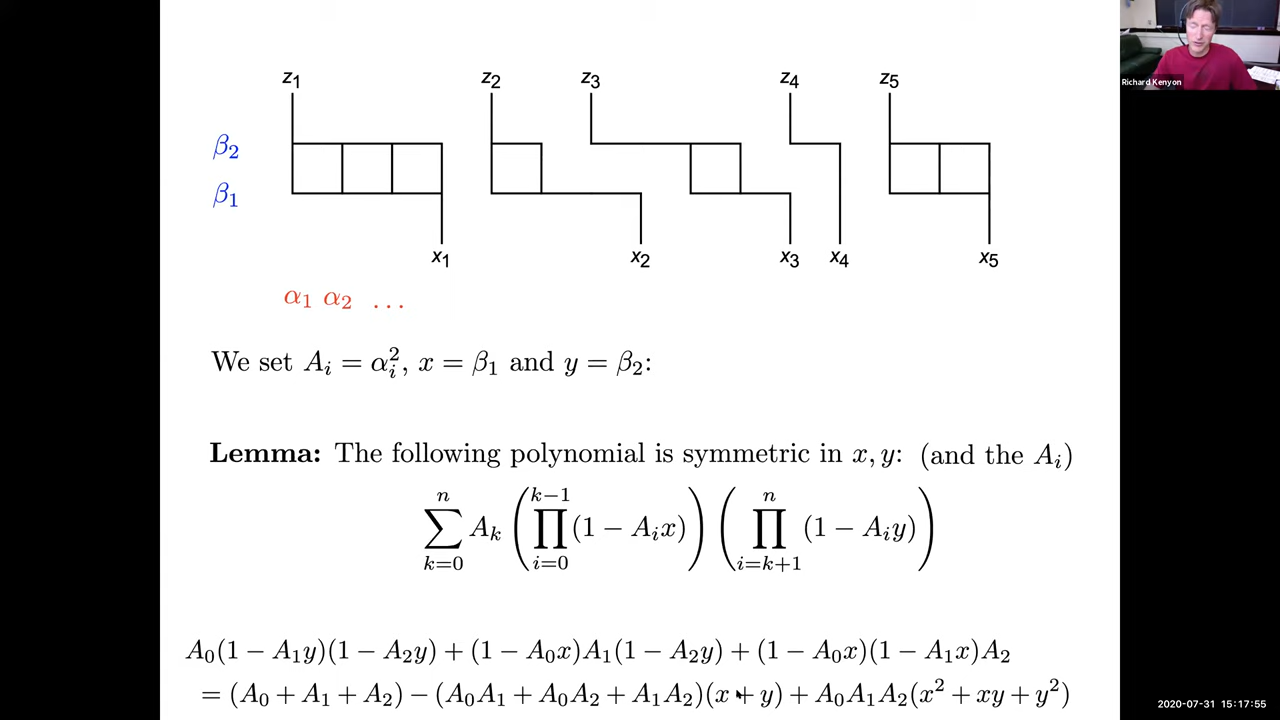 z₁ z₂ z₃ z₄ z₅
Richard Kenyon
β₂
β₁
x₁ x₂ x₃ x₄ x₅
α₁ α₂ ...
We set Aᵢ = αᵢ², x = β₁ and y = β₂:
Lemma: The following polynomial is symmetric in x, y: (and the Aᵢ)
∑_{k=0}^{n} A_k (∏_{i=0}^{k−1} (1 − Aᵢx)) (∏_{i=k+1}^{n} (1 − Aᵢy))
A₀(1 − A₁y)(1 − A₂y) + (1 − A₀x)A₁(1 − A₂y) + (1 − A₀x)(1 − A₁x)A₂
= (A₀ + A₁ + A₂) − (A₀A₁ + A₀A₂ + A₁A₂)(x + y) + A₀A₁A₂(x² + xy + y²)
2020-07-31 15:17:55